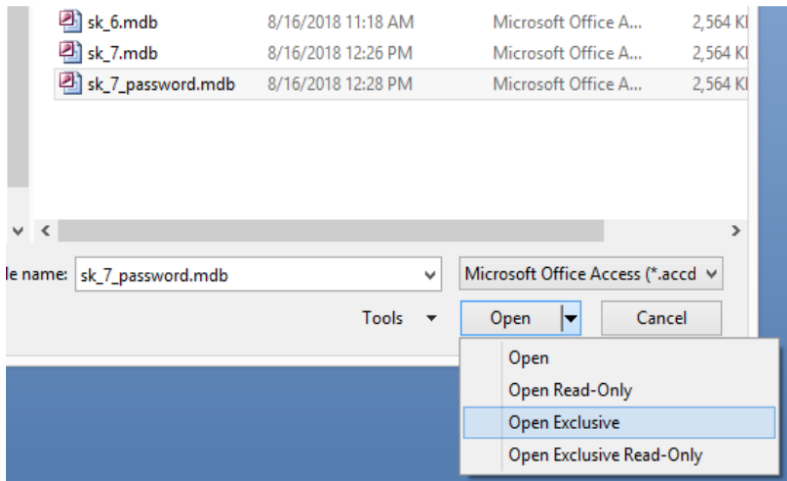 sk_6.mdb 8/16/2018 11:18 AM Microsoft Office A... 2,564 KI
sk_7.mdb 8/16/2018 12:26 PM Microsoft Office A... 2,564 KI
sk_7_password.mdb 8/16/2018 12:28 PM Microsoft Office A... 2,564 KI
le name: sk_7_password.mdb Microsoft Office Access (*.accd
Tools Open Cancel
Open
Open Read-Only
Open Exclusive
Open Exclusive Read-Only